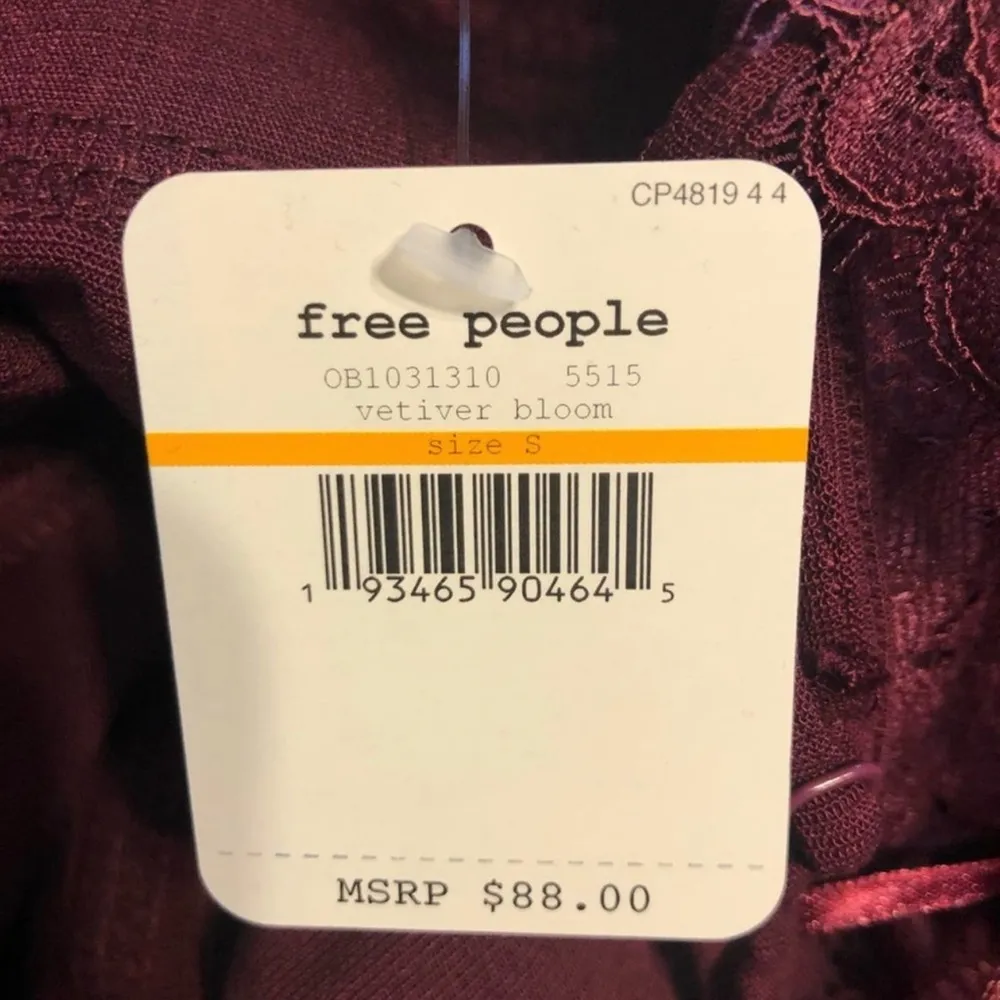 CP4819 4 4
free people
OB1031310 5515
vetiver bloom
size S
1 93465 90464 5
MSRP $88.00